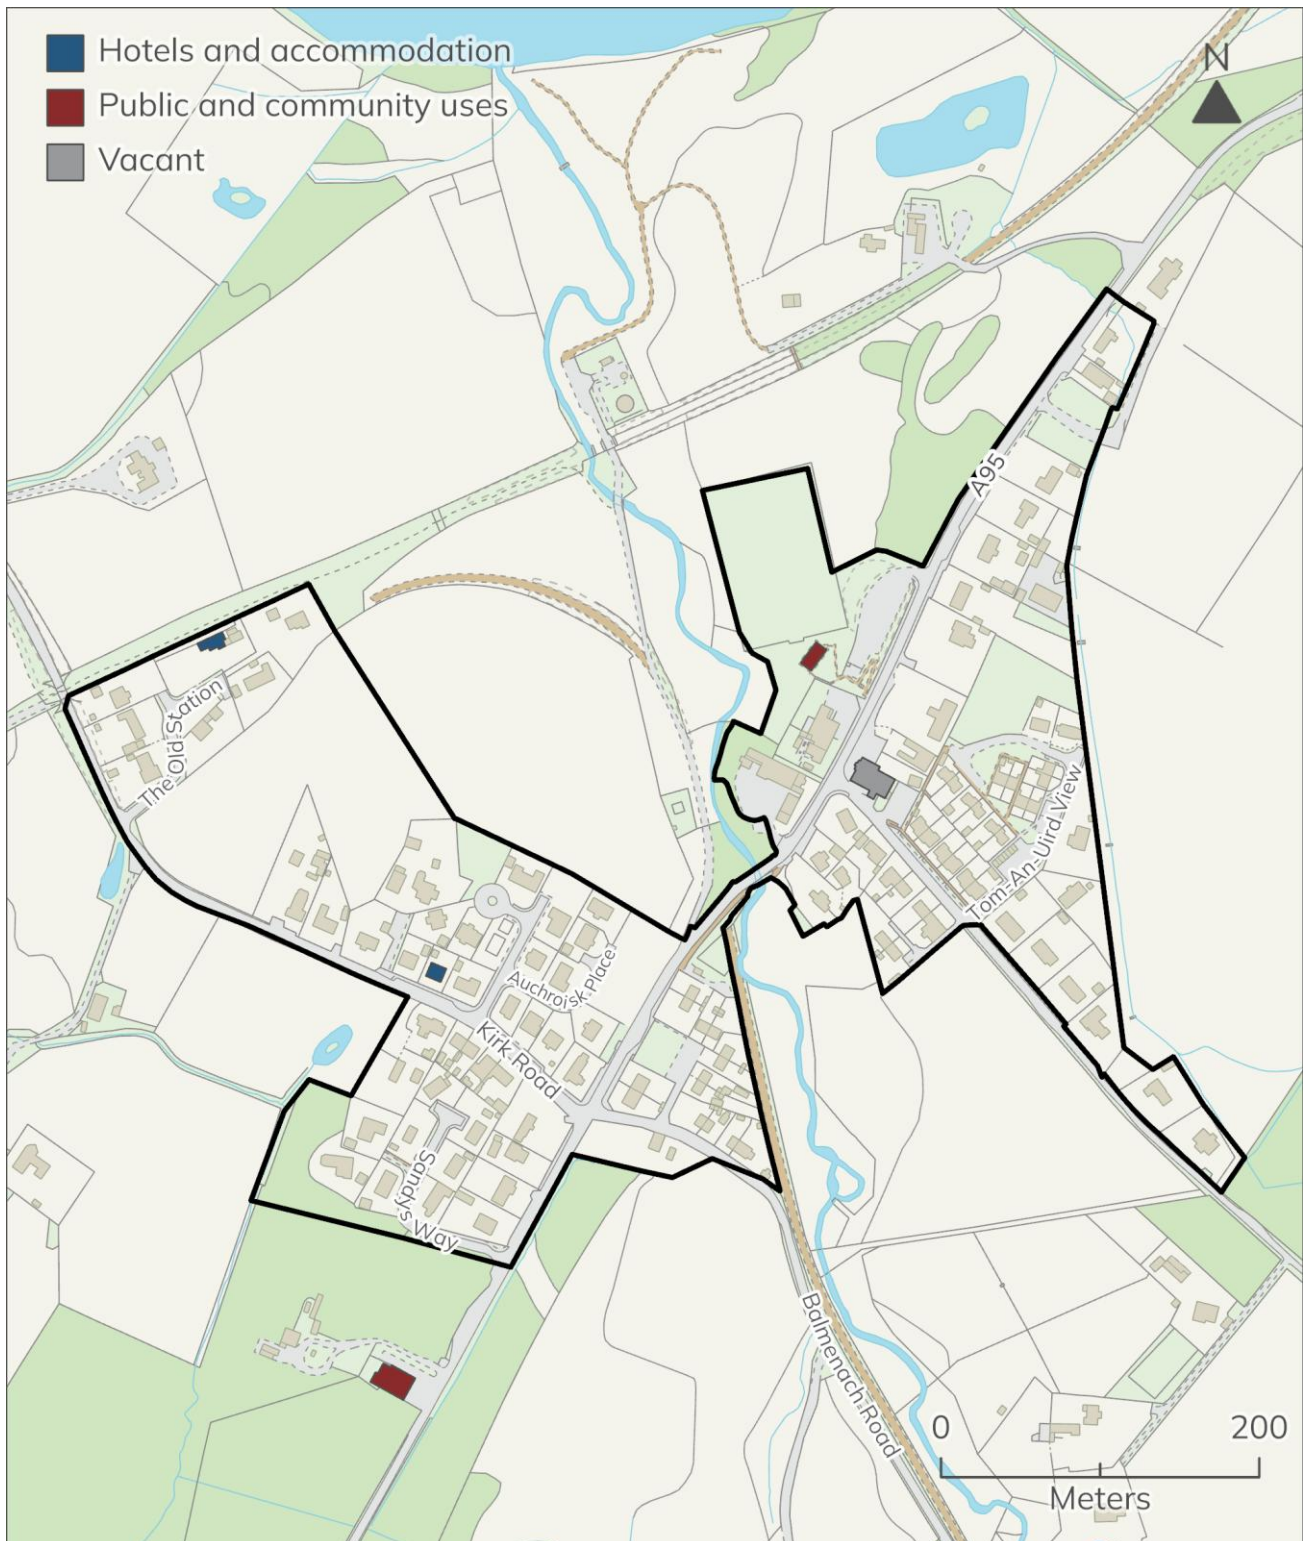 Hotels and accommodation
Public and community uses
Vacant
N
A95
The Old Station
Tom-An-Uird View
Auchroisk Place
Kirk Road
Sandy's Way
Balmenach Road
0 200
Meters